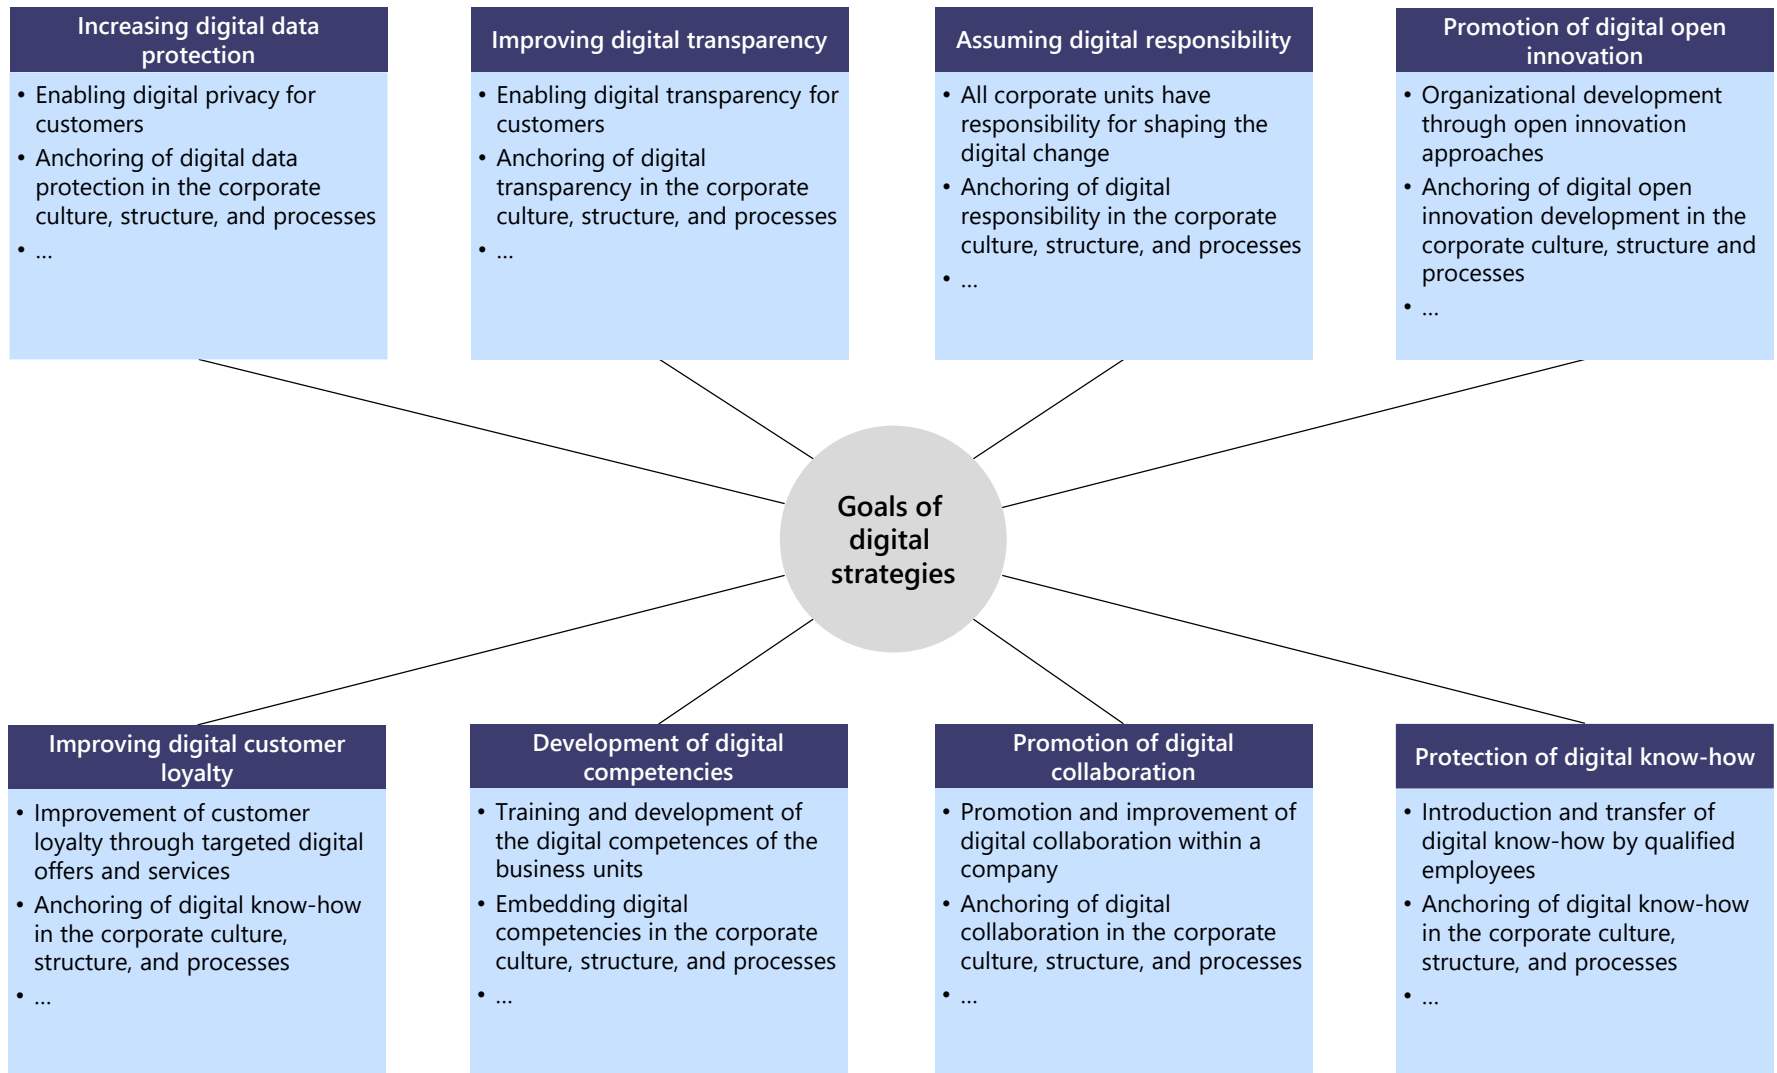 Increasing digital data
protection
• Enabling digital privacy for
customers
• Anchoring of digital data
protection in the corporate
culture, structure, and processes
• ...
Improving digital transparency
• Enabling digital transparency for
customers
• Anchoring of digital
transparency in the corporate
culture, structure, and processes
• ...
Assuming digital responsibility
• All corporate units have
responsibility for shaping the
digital change
• Anchoring of digital
responsibility in the corporate
culture, structure, and processes
• ...
Promotion of digital open
innovation
• Organizational development
through open innovation
approaches
• Anchoring of digital open
innovation development in the
corporate culture, structure and
processes
• ...
Goals of
digital
strategies
Improving digital customer
loyalty
• Improvement of customer
loyalty through targeted digital
offers and services
• Anchoring of digital know-how
in the corporate culture,
structure, and processes
• ...
Development of digital
competencies
• Training and development of
the digital competences of the
business units
• Embedding digital
competencies in the corporate
culture, structure, and processes
• ...
Promotion of digital
collaboration
• Promotion and improvement of
digital collaboration within a
company
• Anchoring of digital
collaboration in the corporate
culture, structure, and processes
• ...
Protection of digital know-how
• Introduction and transfer of
digital know-how by qualified
employees
• Anchoring of digital know-how
in the corporate culture,
structure, and processes
• ...